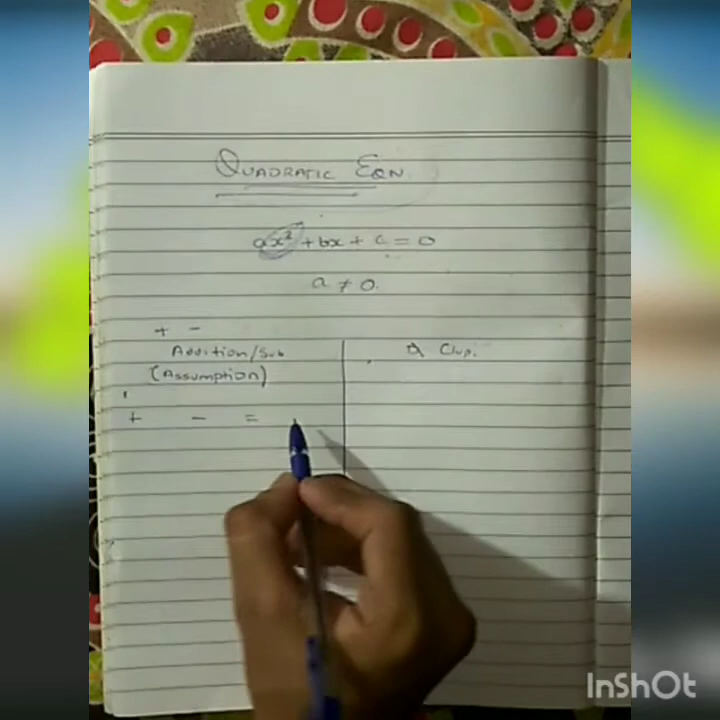 QUADRATIC EQN
ax² + bx + c = 0
a ≠ 0.
+ -
Addition/Sub
(Assumption)
+ - =
InShOt